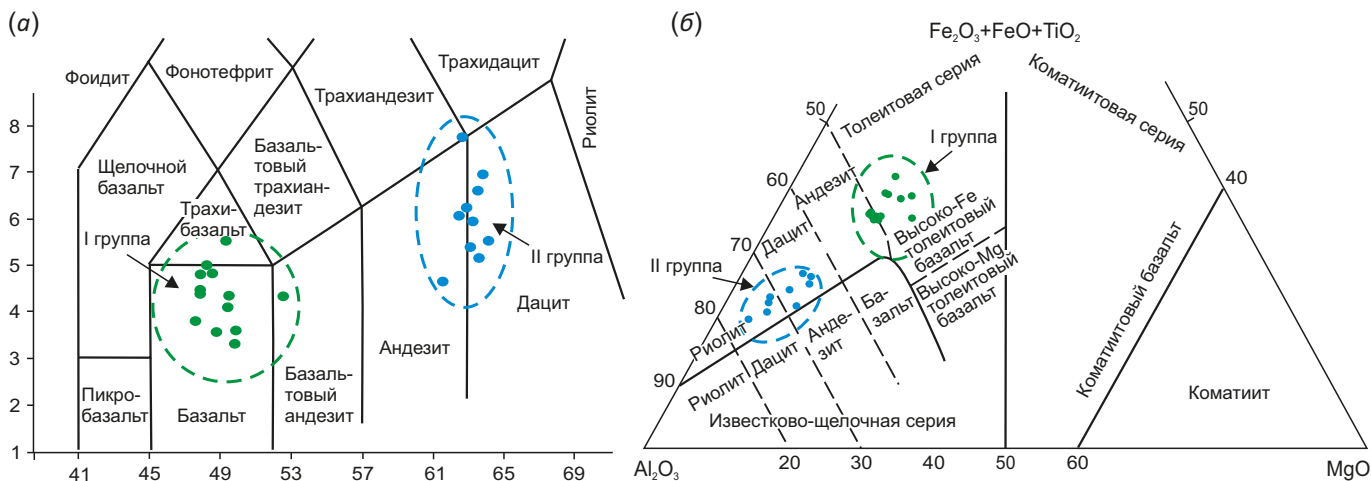 (а)
Фоидит
Фонотефрит
Трахидацит
Трахиандезит
Риолит
8
7
6
5
4
3
2
1
Щелочной
базальт
Базаль-
товый
трахиан-
дезит
Трахи-
базальт
I группа
II группа
Дацит
Андезит
Пикро-
базальт
Базальт
Базаль-
товый
андезит
41
45
49
53
57
61
65
69
(б)
Fe₂O₃+FeO+TiO₂
Толеитовая серия
Коматиитовая серия
50
50
I группа
60
40
Андезит
Высоко-Fe
толеитовый
базальт
70
Дацит
II группа
Высоко-Mg
толеитовый
базальт
Коматиитовый базальт
80
Риолит
Ба-
зальт
Анде-
зит
Дацит
90
Риолит
Известково-щелочная серия
Коматиит
Al₂O₃
20
30
40
50
60
MgO